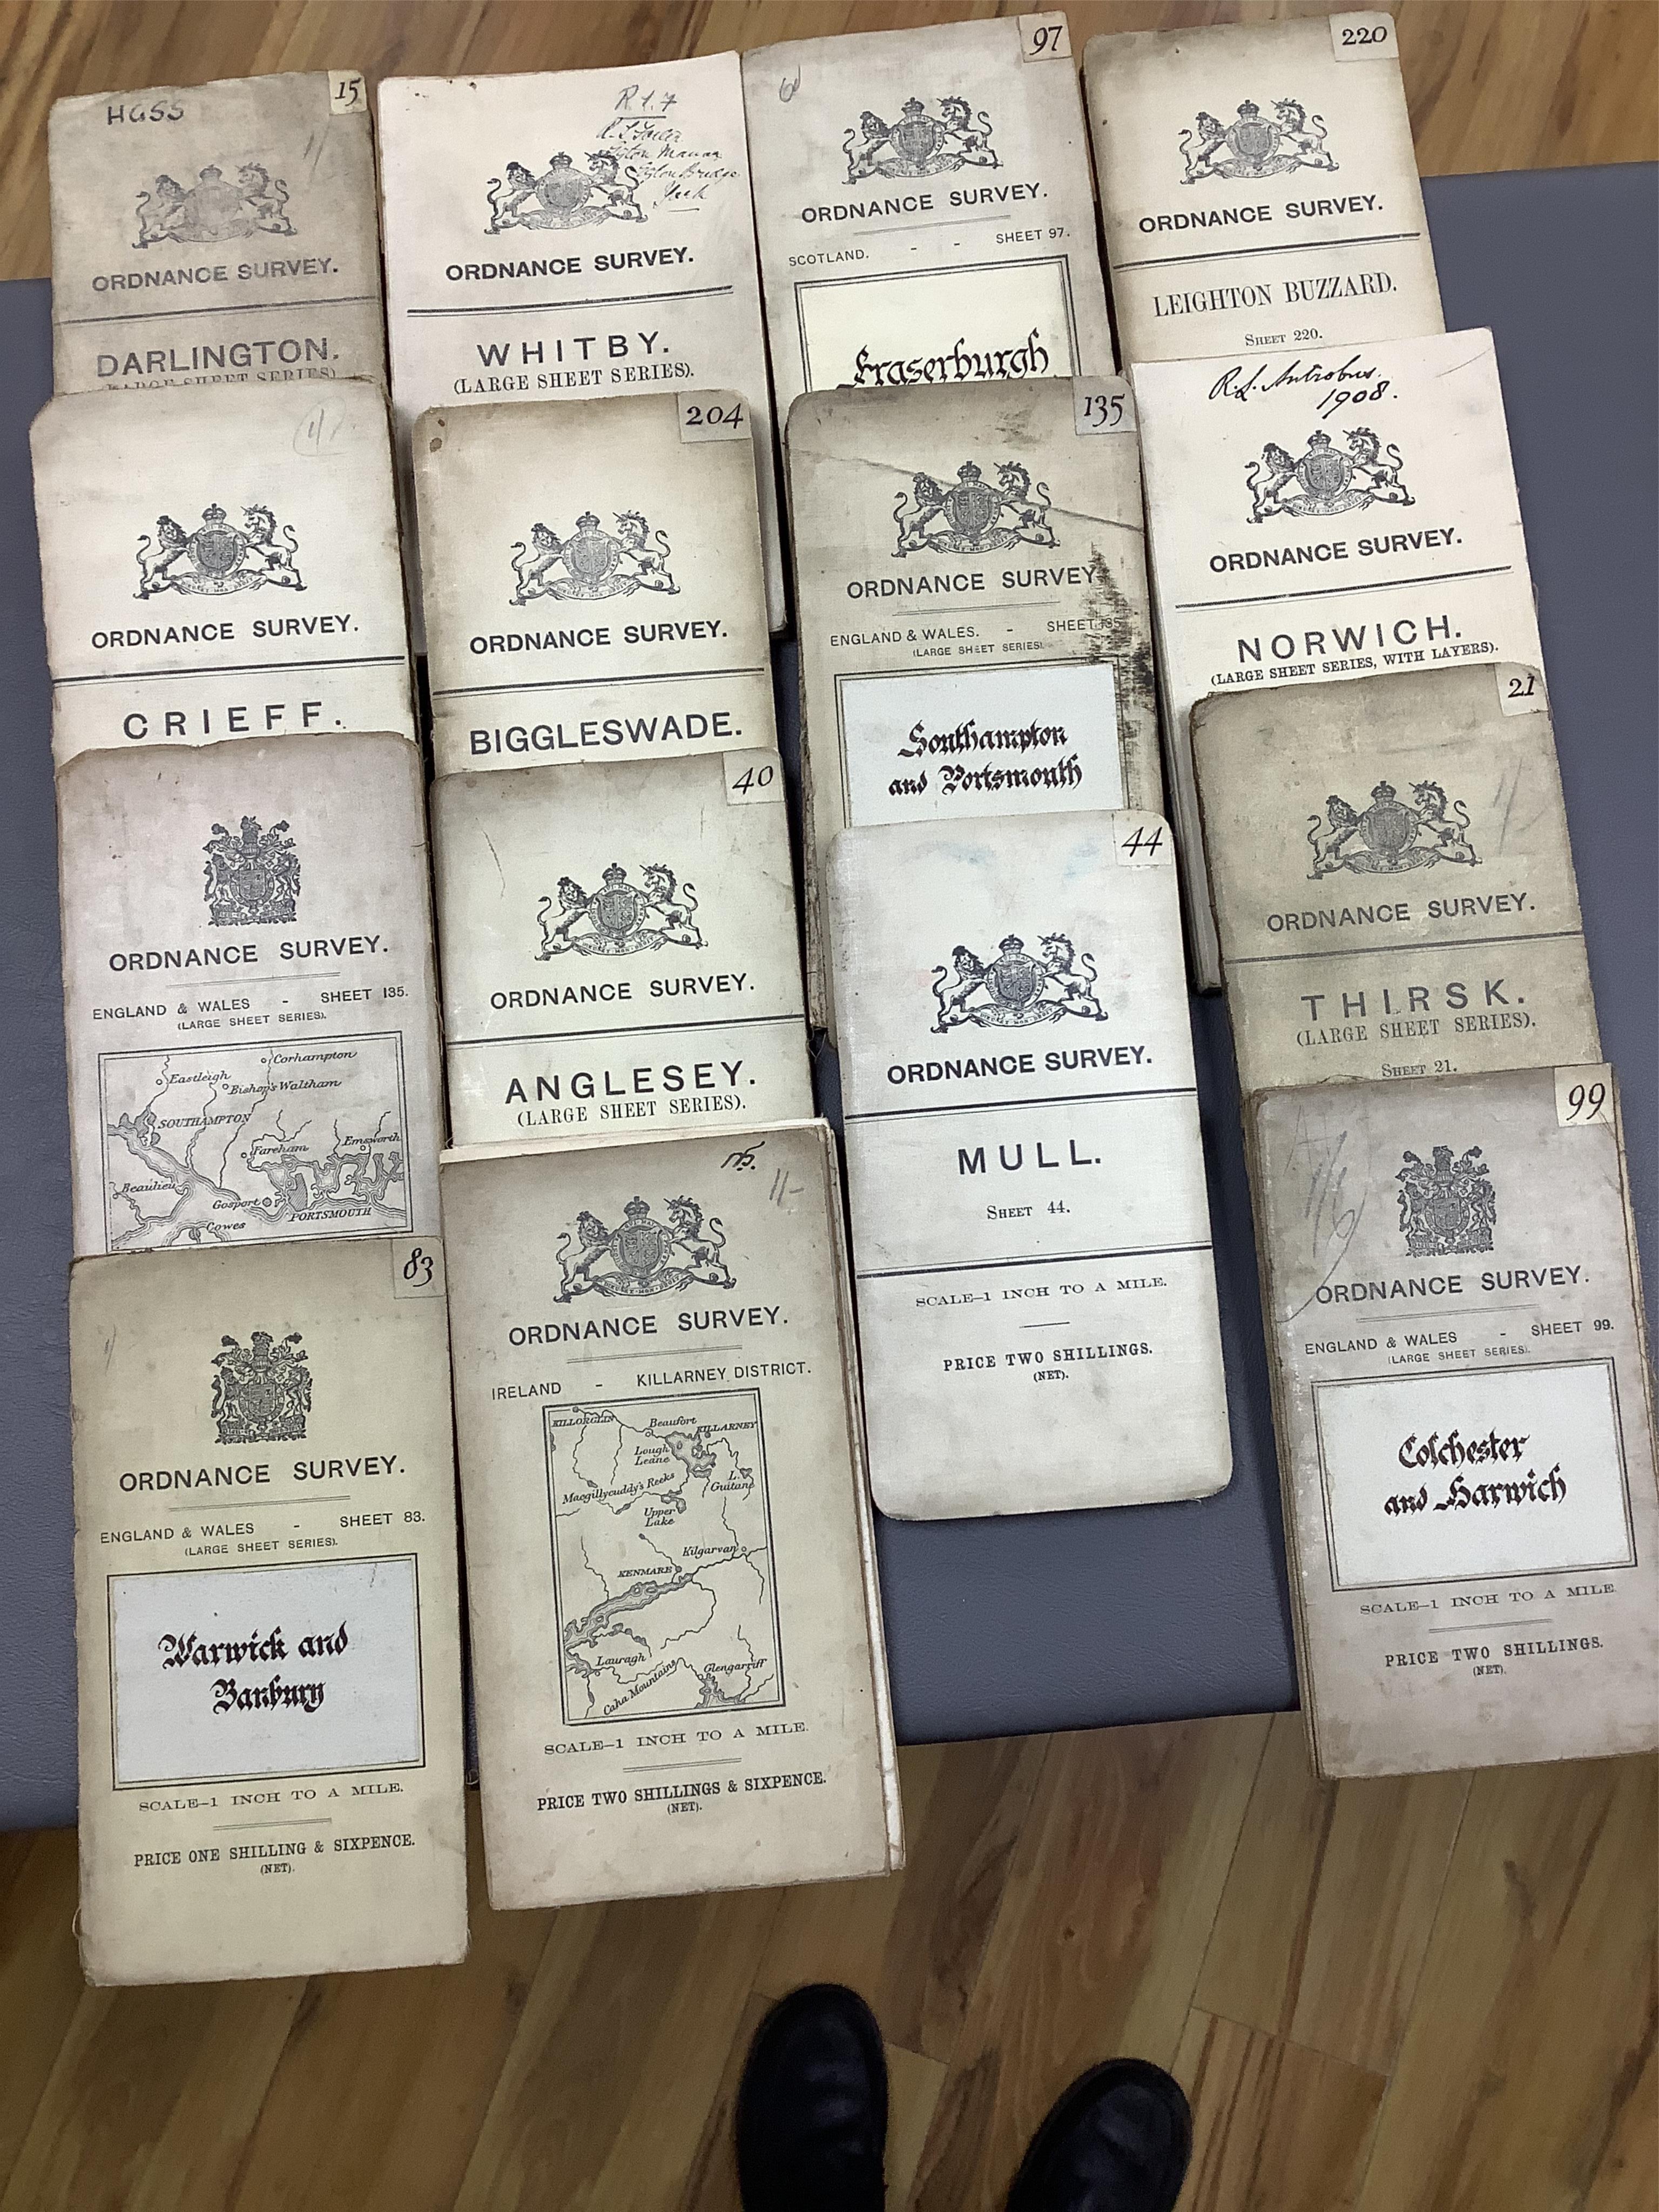 15
HGSS
11
ORDNANCE SURVEY.
DARLINGTON.
(LARGE SHEET SERIES)
R.S.F
York
ORDNANCE SURVEY.
WHITBY.
(LARGE SHEET SERIES).
97
6d
ORDNANCE SURVEY.
SCOTLAND. - - SHEET 97.
Fraserburgh
220
ORDNANCE SURVEY.
LEIGHTON BUZZARD.
SHEET 220.
ORDNANCE SURVEY.
CRIEFF.
204
ORDNANCE SURVEY.
BIGGLESWADE.
135
ORDNANCE SURVEY
ENGLAND & WALES. - SHEET 135
(LARGE SHEET SERIES).
Southampton
and Portsmouth
R.L. Antrobus.
1908.
ORDNANCE SURVEY.
NORWICH.
(LARGE SHEET SERIES, WITH LAYERS).
ORDNANCE SURVEY.
ENGLAND & WALES - SHEET 135.
(LARGE SHEET SERIES).
Corhampton
Eastleigh
Bishop's Waltham
SOUTHAMPTON
Fareham
Emsworth
Beaulieu
Gosport
PORTSMOUTH
Cowes
40
ORDNANCE SURVEY.
ANGLESEY.
(LARGE SHEET SERIES).
44
ORDNANCE SURVEY.
MULL.
SHEET 44.
SCALE–1 INCH TO A MILE.
PRICE TWO SHILLINGS.
(NET).
21
ORDNANCE SURVEY.
THIRSK.
(LARGE SHEET SERIES).
SHEET 21.
83
ORDNANCE SURVEY.
ENGLAND & WALES - SHEET 83.
(LARGE SHEET SERIES).
Warwick and
Banbury
SCALE–1 INCH TO A MILE.
PRICE ONE SHILLING & SIXPENCE.
(NET).
11-
ORDNANCE SURVEY.
IRELAND - KILLARNEY DISTRICT.
KILLORGLIN
Beaufort
KILLARNEY
Lough
Leane
Macgillycuddy's Reeks
L.
Guitane
Upper
Lake
Kilgarvan
KENMARE
Lauragh
Glengarriff
Caha Mountains
SCALE–1 INCH TO A MILE.
PRICE TWO SHILLINGS & SIXPENCE.
(NET).
99
ORDNANCE SURVEY.
ENGLAND & WALES - SHEET 99.
(LARGE SHEET SERIES).
Colchester
and Harwich
SCALE–1 INCH TO A MILE
PRICE TWO SHILLINGS.
(NET).